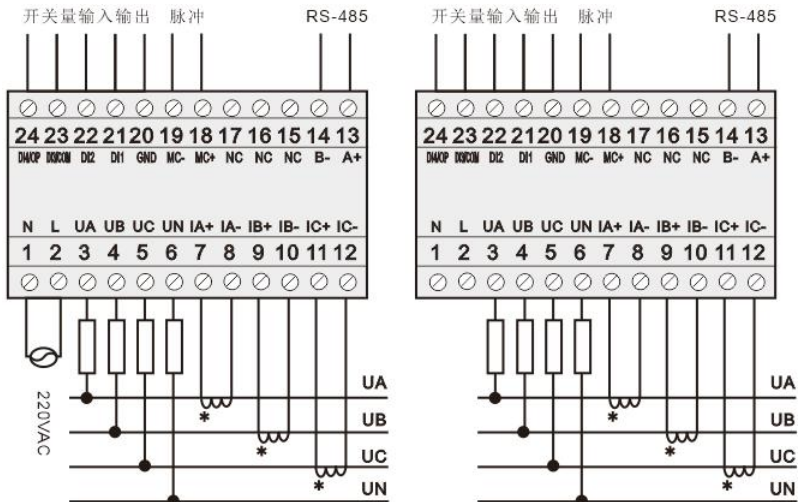 开关量输入输出 脉冲 RS-485
24 23 22 21 20 19 18 17 16 15 14 13
DI4/OP DI3/COM DI2 DI1 GND MC- MC+ NC NC NC B- A+
N L UA UB UC UN IA+ IA- IB+ IB- IC+ IC-
1 2 3 4 5 6 7 8 9 10 11 12
220VAC
* UA
* UB
* UC
UN
开关量输入输出 脉冲 RS-485
24 23 22 21 20 19 18 17 16 15 14 13
DI4/OP DI3/COM DI2 DI1 GND MC- MC+ NC NC NC B- A+
N L UA UB UC UN IA+ IA- IB+ IB- IC+ IC-
1 2 3 4 5 6 7 8 9 10 11 12
* UA
* UB
* UC
UN